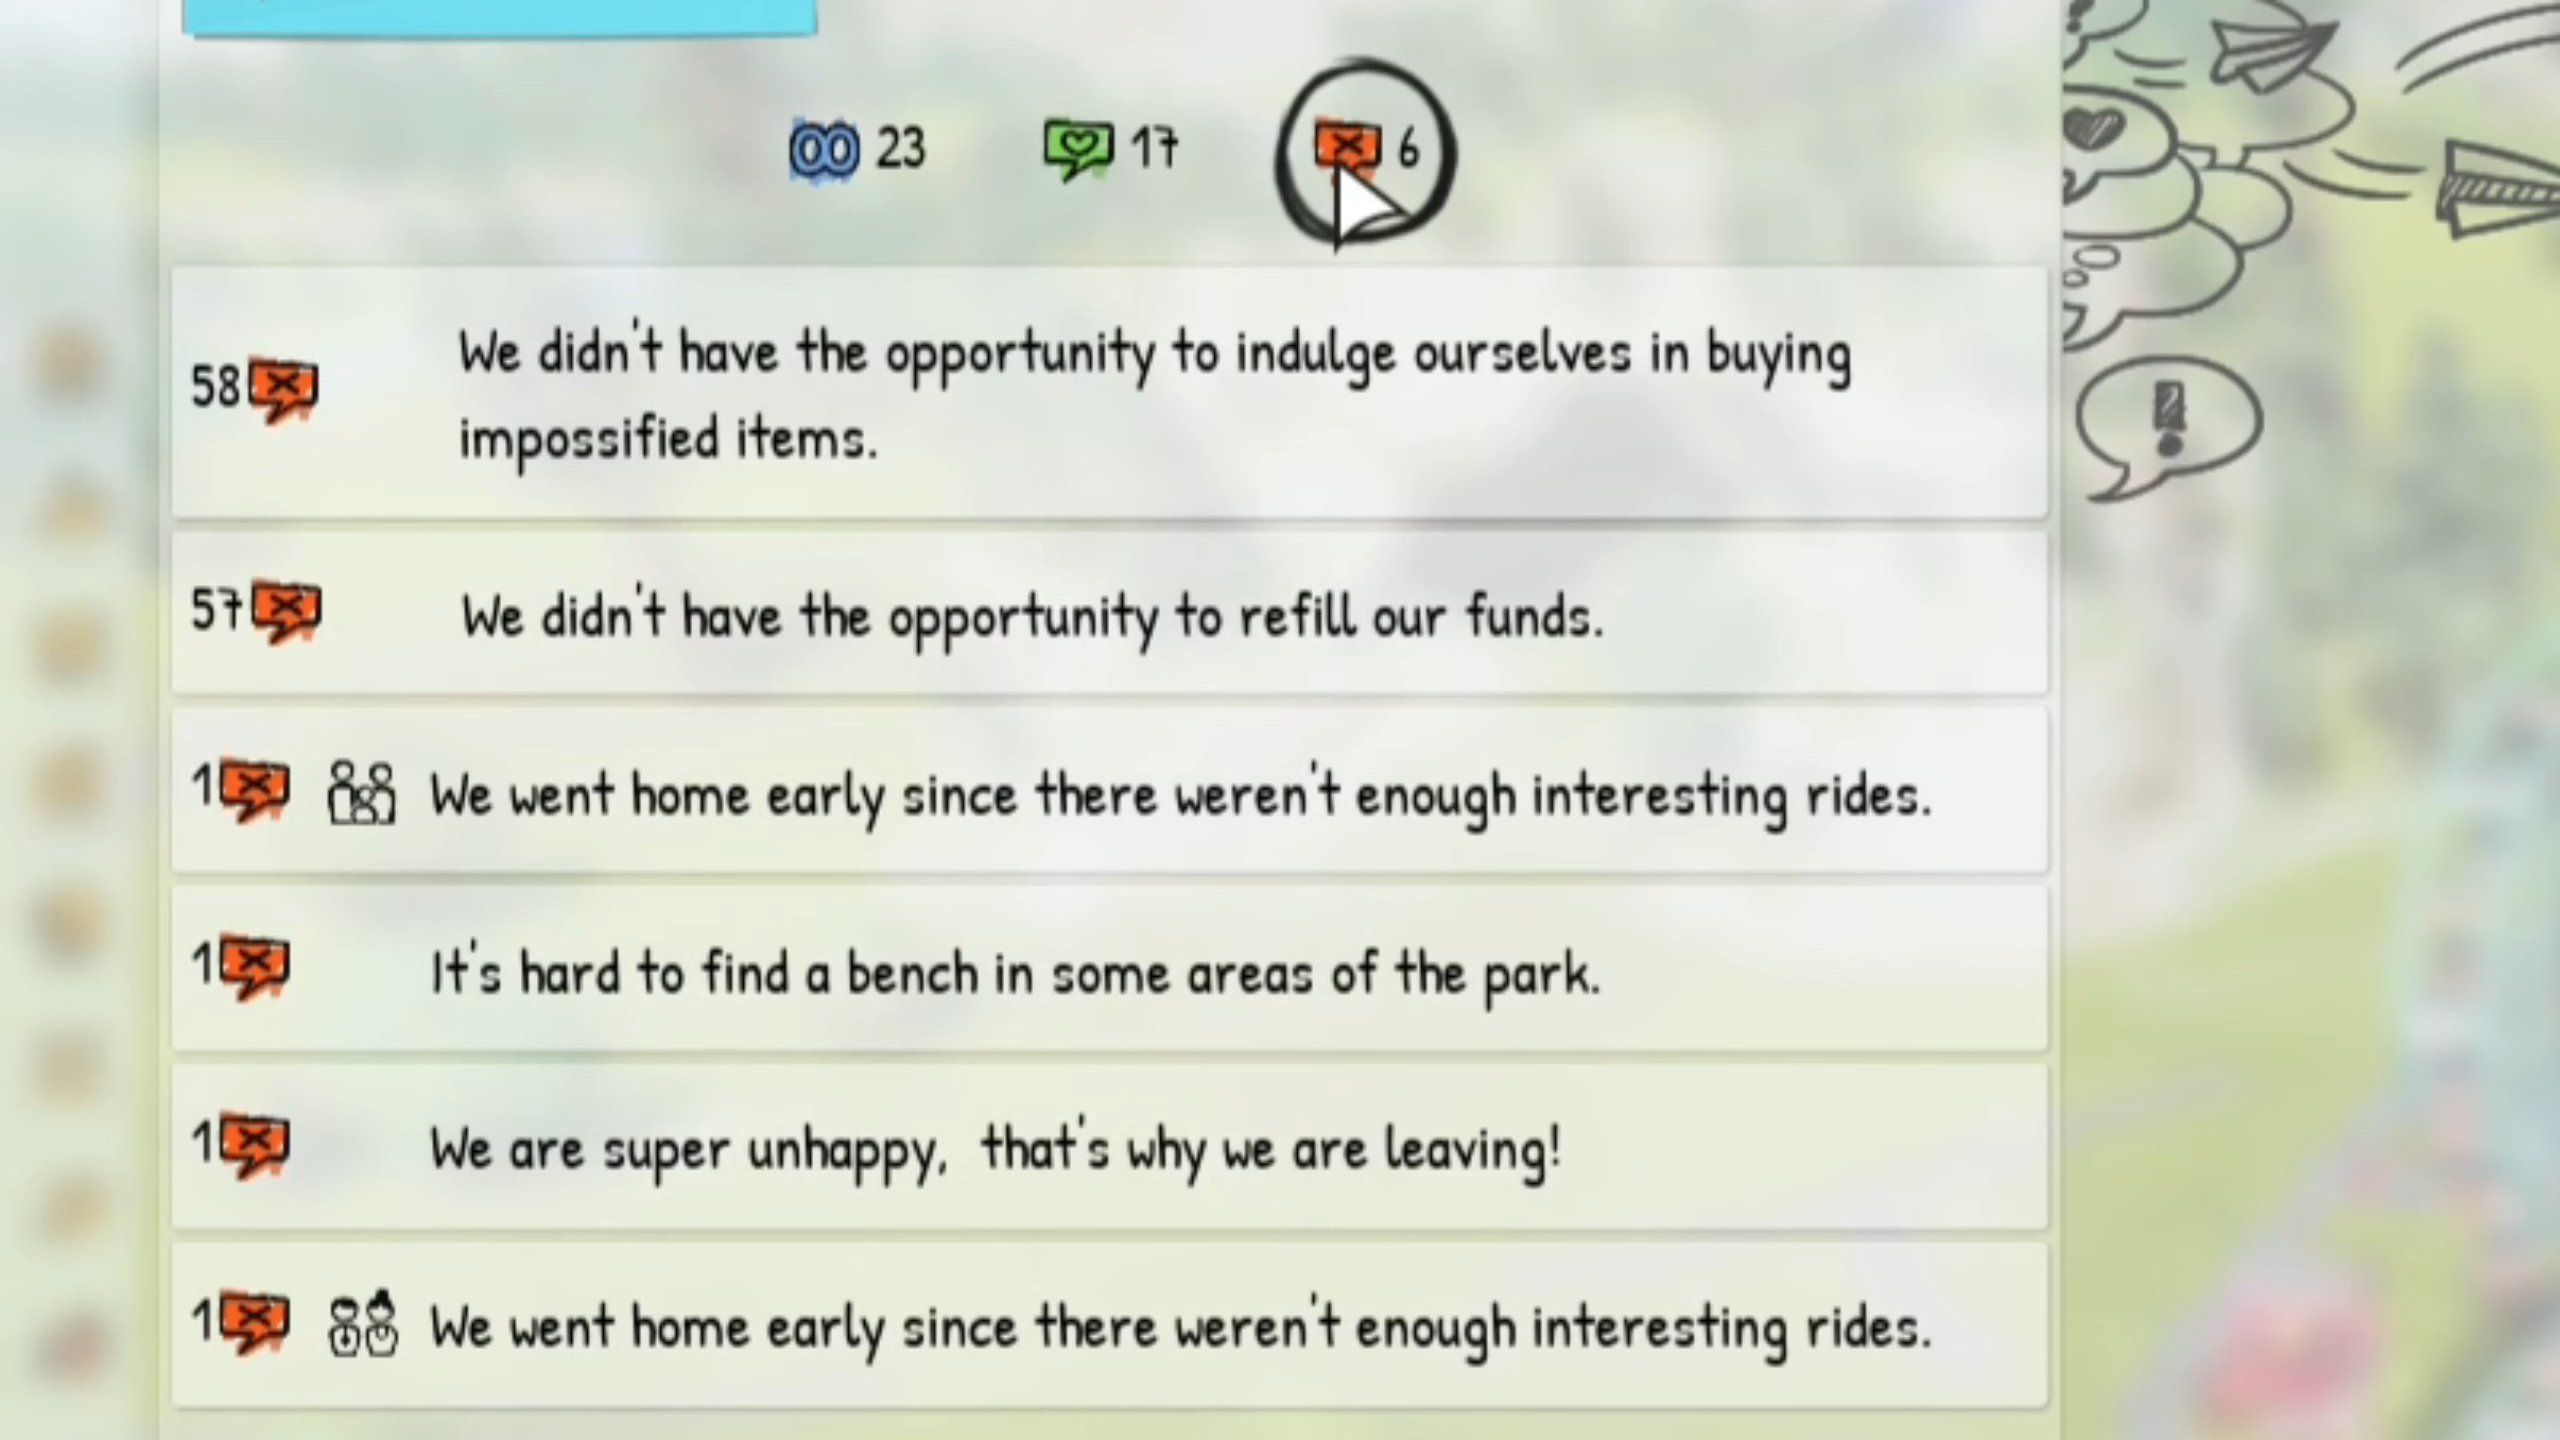 23 17 6
58 We didn't have the opportunity to indulge ourselves in buying
impossified items.
57 We didn't have the opportunity to refill our funds.
1 We went home early since there weren't enough interesting rides.
1 It's hard to find a bench in some areas of the park.
1 We are super unhappy, that's why we are leaving!
1 We went home early since there weren't enough interesting rides.